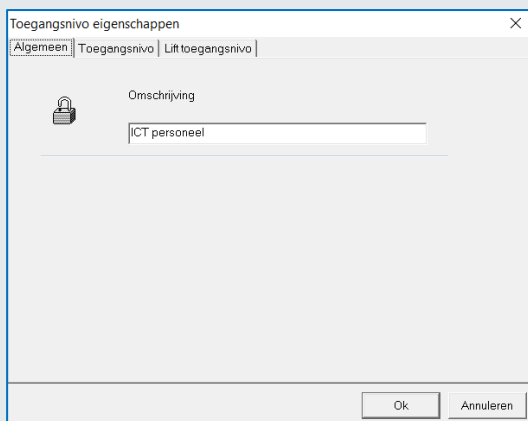 Toegangsnivo eigenschappen
Algemeen Toegangsnivo Lift toegangsnivo
Omschrijving
ICT personeel
Ok Annuleren